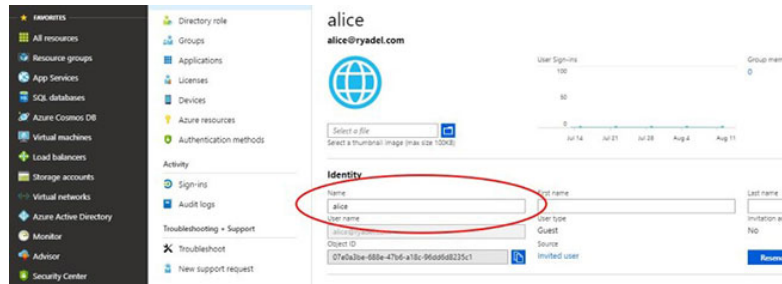 FAVORITES
All resources
Resource groups
App Services
SQL databases
Azure Cosmos DB
Virtual machines
Load balancers
Storage accounts
Virtual networks
Azure Active Directory
Monitor
Advisor
Security Center
Directory role
Groups
Applications
Licenses
Devices
Azure resources
Authentication methods
Activity
Sign-ins
Audit logs
Troubleshooting + Support
Troubleshoot
New support request
alice
alice@ryadel.com
User Sign-ins
100
50
0
Jul 14 Jul 21 Jul 28 Aug 4 Aug 11
Group mem
0
Select a file
Select a thumbnail image (max size 100KB)
Identity
Name
alice
First name
Last name
User name
alice@ryadel
User type
Guest
Invitation a
No
Object ID
07e0a3be-688e-47b6-a18c-96dd6d8235c1
Source
Invited user
Resend